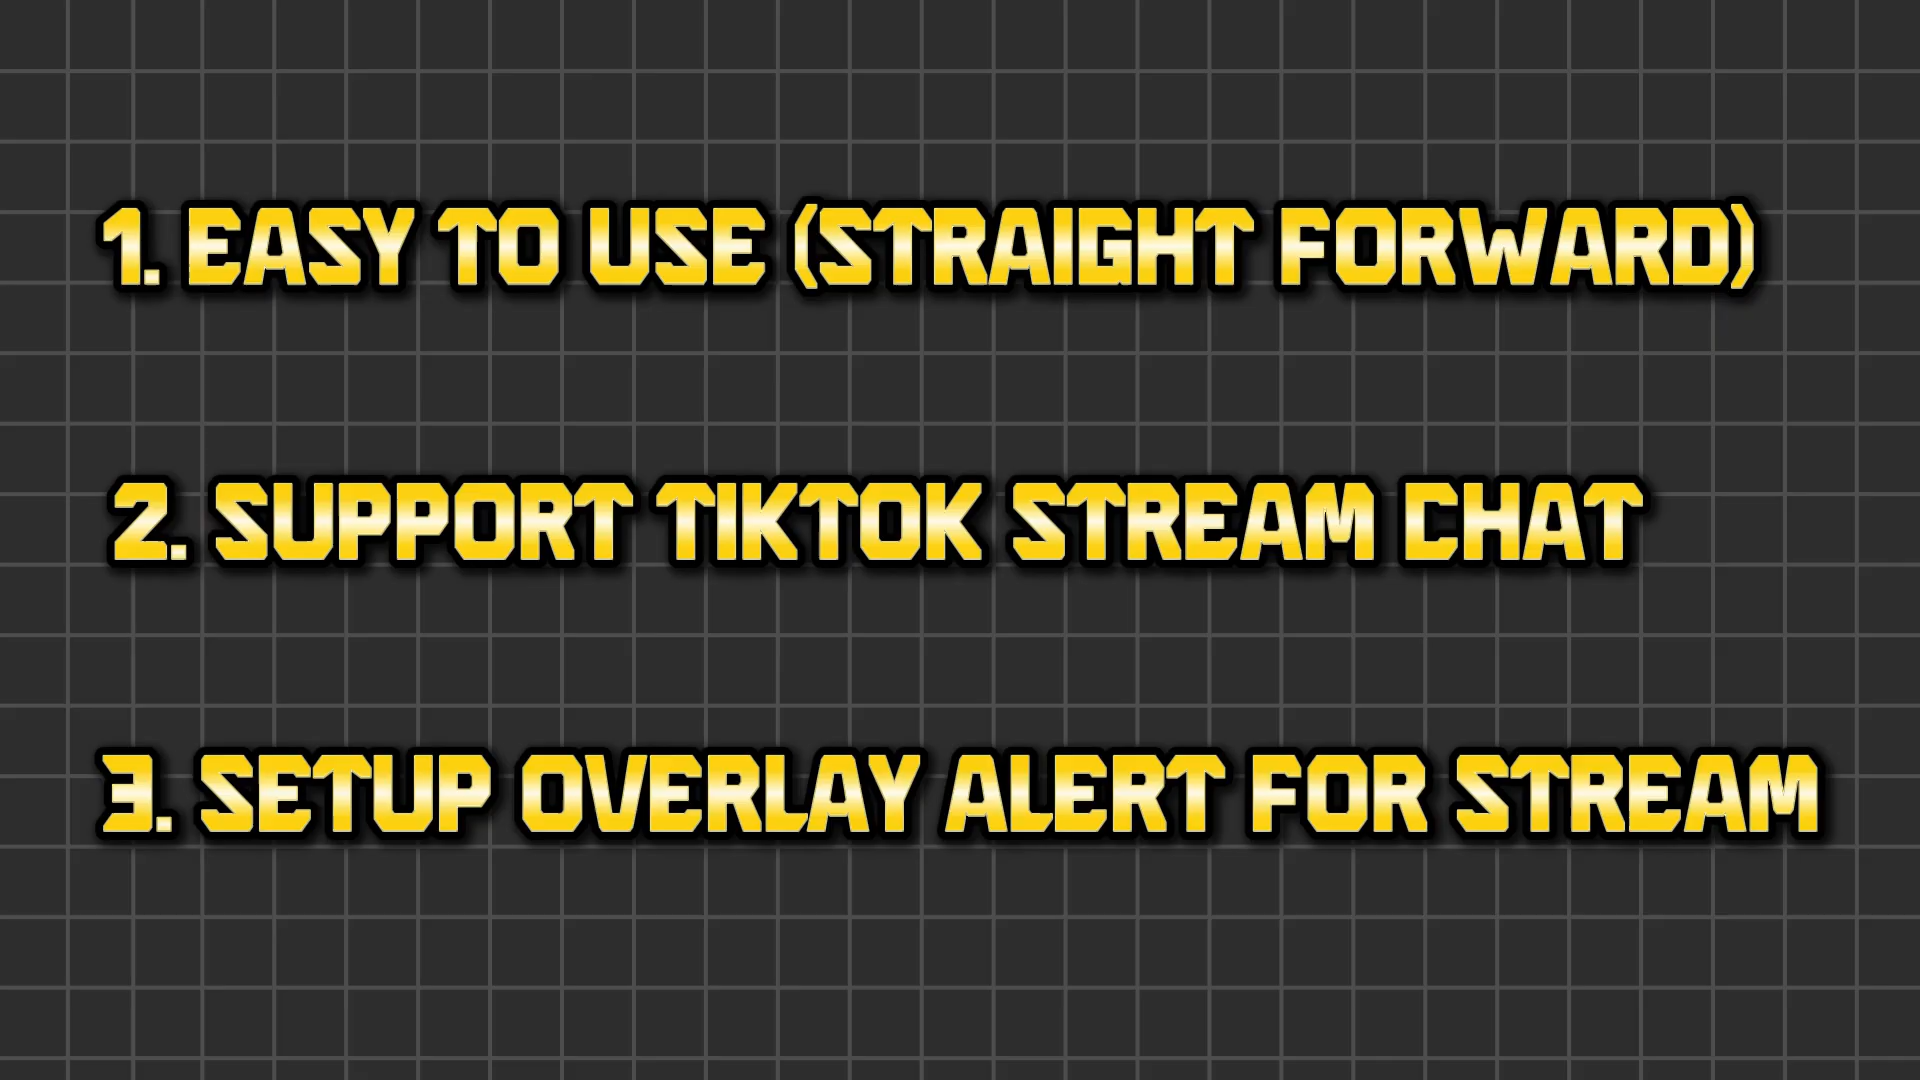 1. EASY TO USE (STRAIGHT FORWARD)
2. SUPPORT TIKTOK STREAM CHAT
3. SETUP OVERLAY ALERT FOR STREAM